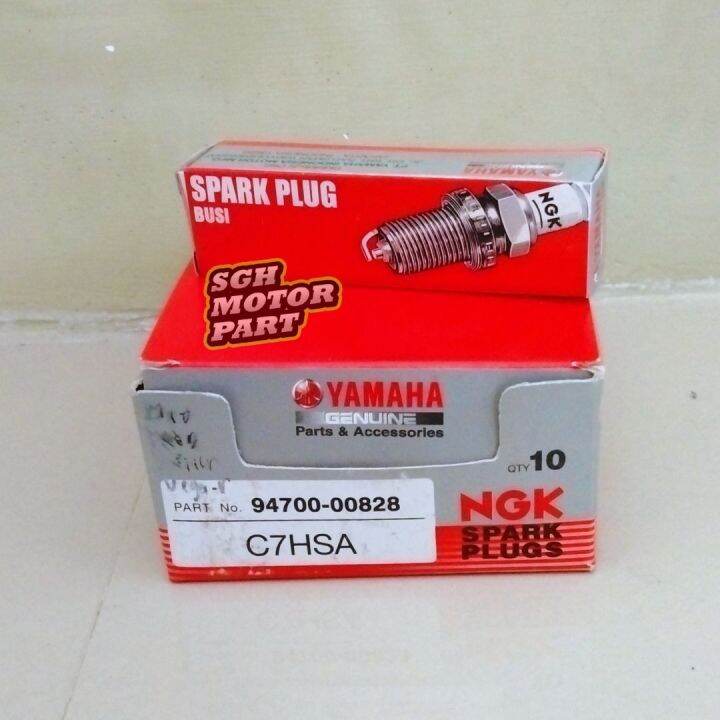 SPARK PLUG
BUSI
YAMAHA
NGK
SGH
MOTOR
PART
YAMAHA
GENUINE
Parts & Accessories
QTY 10
PART No. 94700-00828
C7HSA
NGK
SPARK
PLUGS